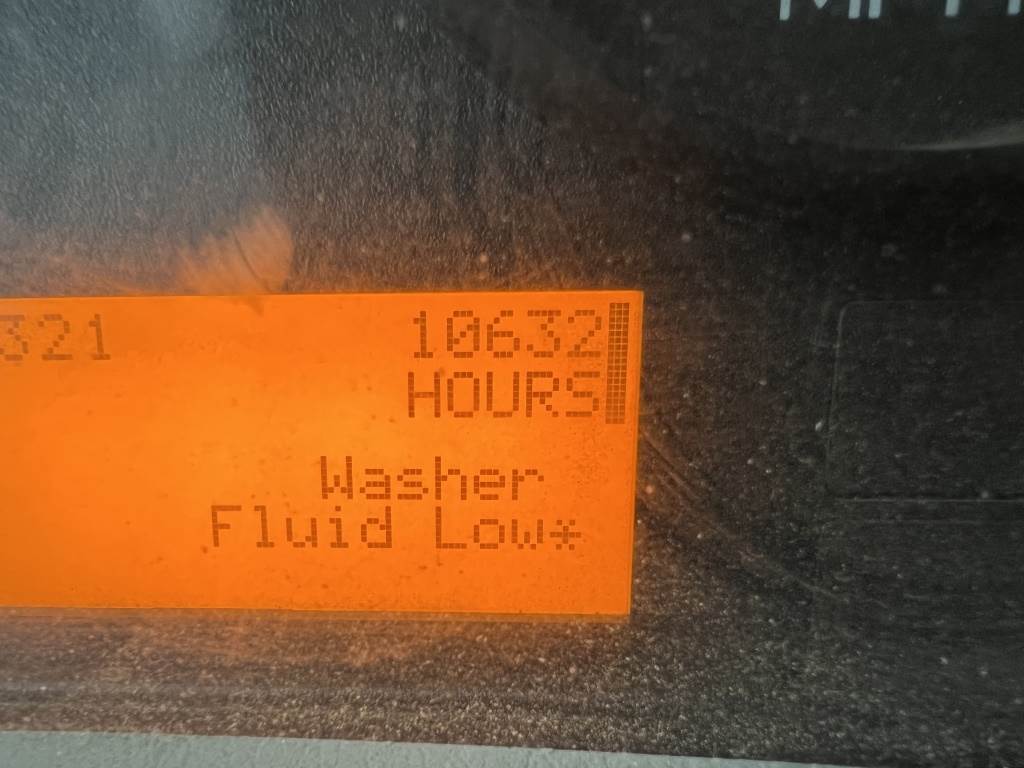 321 10632
HOURS
Washer
Fluid Low*